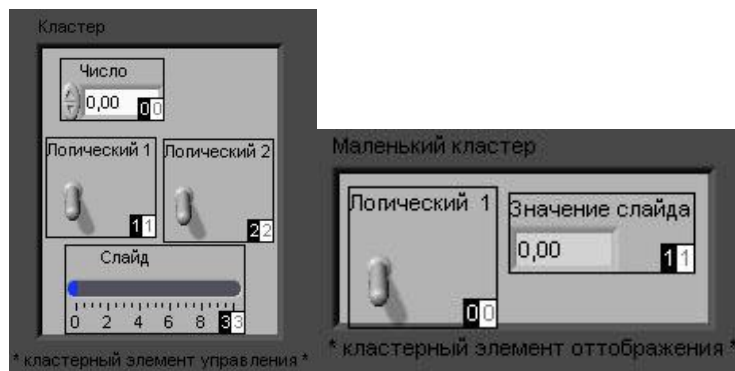 Кластер
Число
0,00
0 0
Логический 1
Логический 2
1 1
2 2
Слайд
0 2 4 6 8 3 3
* кластерный элемент управления *
Маленький кластер
Логический 1
Значение слайда
0,00
1 1
0 0
* кластерный элемент оттображения *